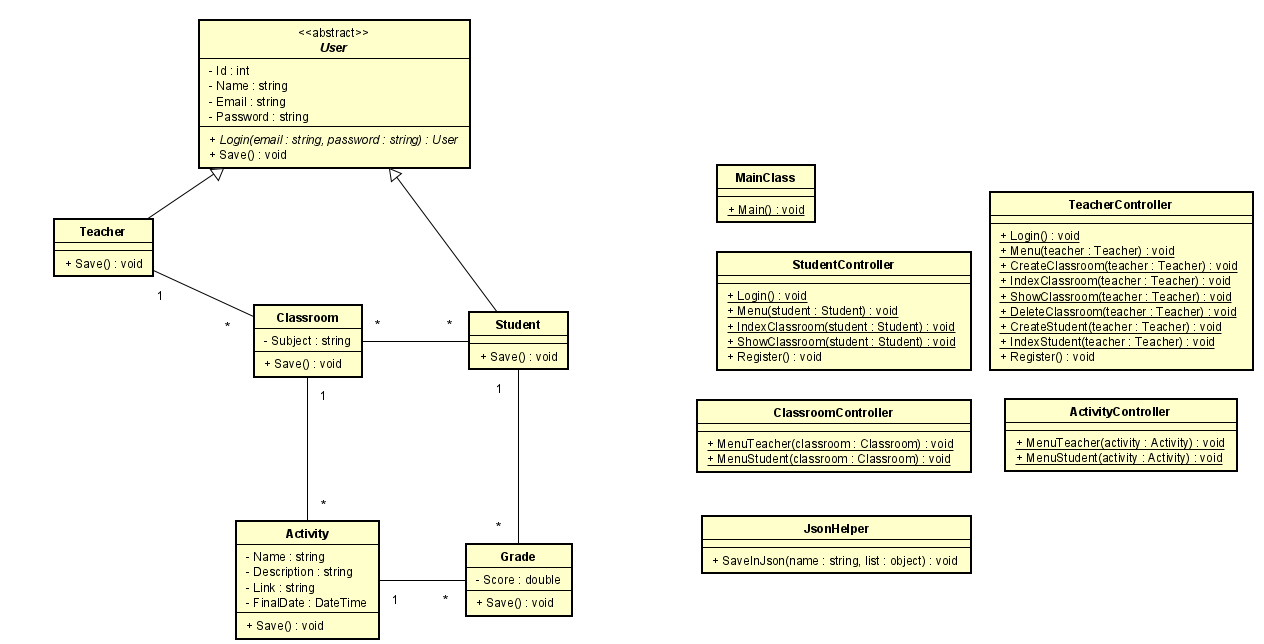 <<abstract>>
User
- Id : int
- Name : string
- Email : string
- Password : string
+ Login(email : string, password : string) : User
+ Save() : void
Teacher
+ Save() : void
1
*
Classroom
- Subject : string
+ Save() : void
*
*
Student
+ Save() : void
1
1
*
*
Activity
- Name : string
- Description : string
- Link : string
- FinalDate : DateTime
+ Save() : void
1
*
Grade
- Score : double
+ Save() : void
MainClass
+ Main() : void
StudentController
+ Login() : void
+ Menu(student : Student) : void
+ IndexClassroom(student : Student) : void
+ ShowClassroom(student : Student) : void
+ Register() : void
TeacherController
+ Login() : void
+ Menu(teacher : Teacher) : void
+ CreateClassroom(teacher : Teacher) : void
+ IndexClassroom(teacher : Teacher) : void
+ ShowClassroom(teacher : Teacher) : void
+ DeleteClassroom(teacher : Teacher) : void
+ CreateStudent(teacher : Teacher) : void
+ IndexStudent(teacher : Teacher) : void
+ Register() : void
ClassroomController
+ MenuTeacher(classroom : Classroom) : void
+ MenuStudent(classroom : Classroom) : void
ActivityController
+ MenuTeacher(activity : Activity) : void
+ MenuStudent(activity : Activity) : void
JsonHelper
+ SaveInJson(name : string, list : object) : void